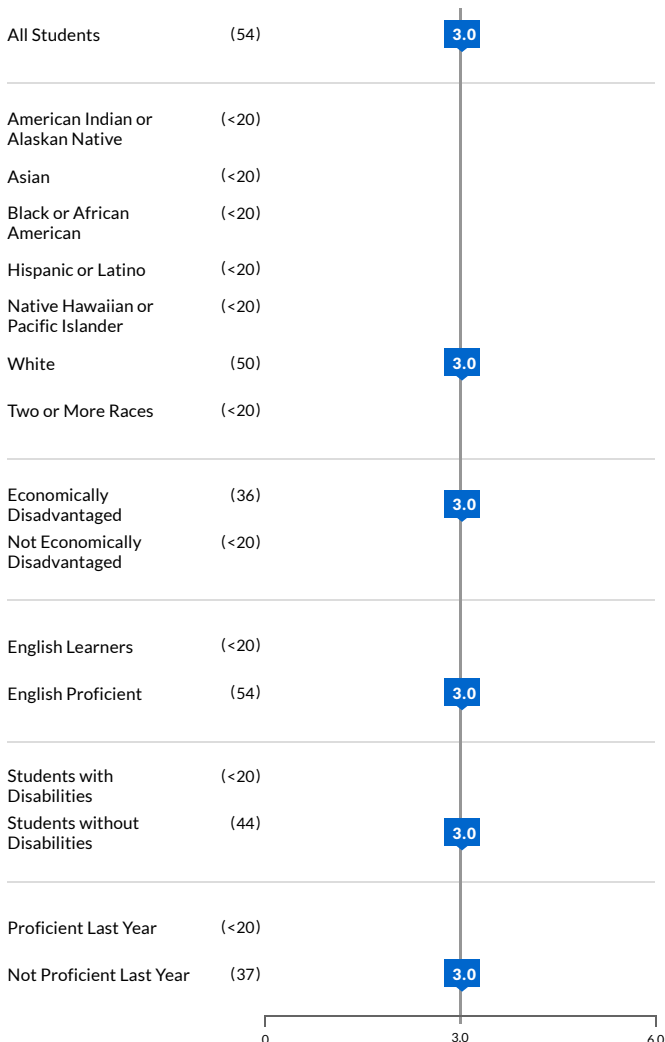 All Students (54) 3.0
American Indian or (<20)
Alaskan Native
Asian (<20)
Black or African (<20)
American
Hispanic or Latino (<20)
Native Hawaiian or (<20)
Pacific Islander
White (50) 3.0
Two or More Races (<20)
Economically (36) 3.0
Disadvantaged
Not Economically (<20)
Disadvantaged
English Learners (<20)
English Proficient (54) 3.0
Students with (<20)
Disabilities
Students without (44) 3.0
Disabilities
Proficient Last Year (<20)
Not Proficient Last Year (37) 3.0
0 3.0 6.0